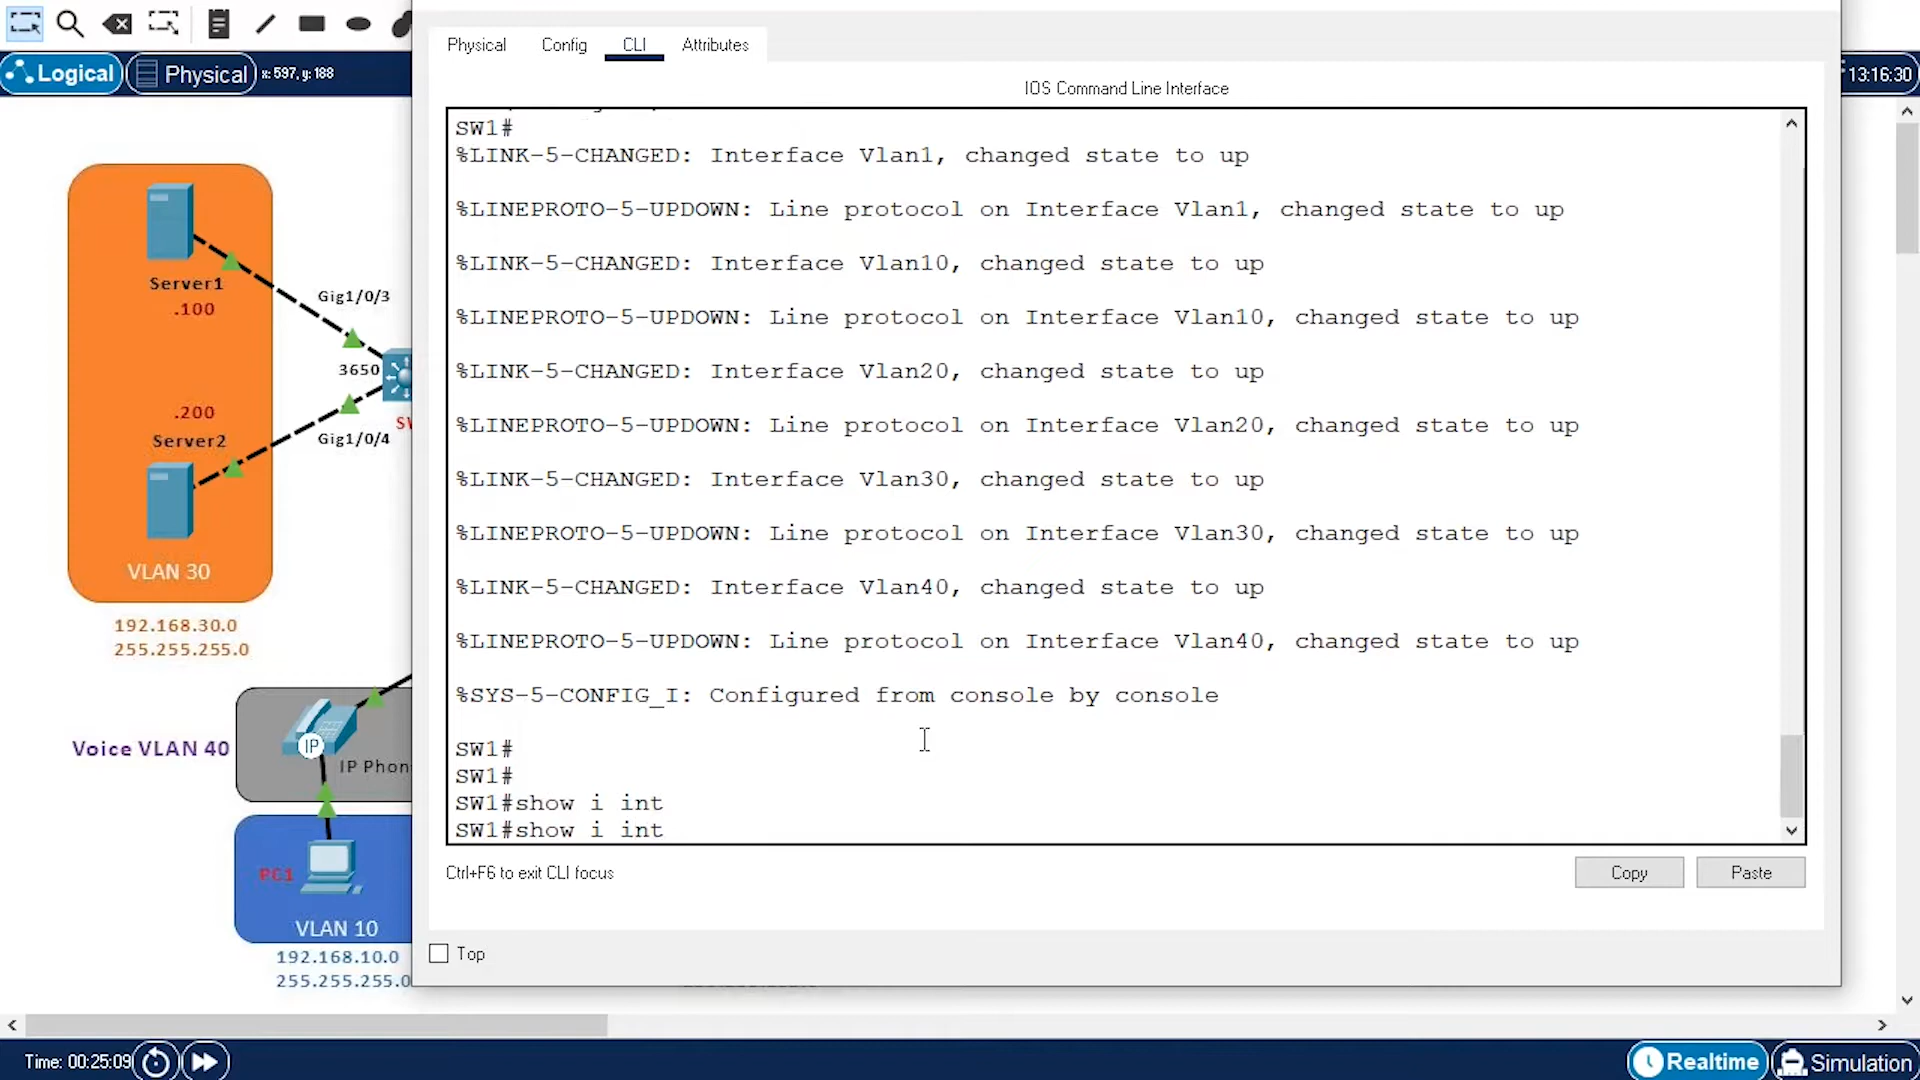 Physical
Config
CLI
Attributes
Logical
Physical
x: 597, y: 188
13:16:30
IOS Command Line Interface
SW1#
%LINK-5-CHANGED: Interface Vlan1, changed state to up
%LINEPROTO-5-UPDOWN: Line protocol on Interface Vlan1, changed state to up
%LINK-5-CHANGED: Interface Vlan10, changed state to up
%LINEPROTO-5-UPDOWN: Line protocol on Interface Vlan10, changed state to up
%LINK-5-CHANGED: Interface Vlan20, changed state to up
%LINEPROTO-5-UPDOWN: Line protocol on Interface Vlan20, changed state to up
%LINK-5-CHANGED: Interface Vlan30, changed state to up
%LINEPROTO-5-UPDOWN: Line protocol on Interface Vlan30, changed state to up
%LINK-5-CHANGED: Interface Vlan40, changed state to up
%LINEPROTO-5-UPDOWN: Line protocol on Interface Vlan40, changed state to up
%SYS-5-CONFIG_I: Configured from console by console
SW1#
SW1#
SW1#show i int
SW1#show i int
Ctrl+F6 to exit CLI focus
Copy
Paste
Top
Server1
.100
Gig1/0/3
3650
.200
Server2
Gig1/0/4
VLAN 30
192.168.30.0
255.255.255.0
Voice VLAN 40
IP
IP Phon
PC1
VLAN 10
192.168.10.0
255.255.255.0
Time: 00:25:09
Realtime
Simulation